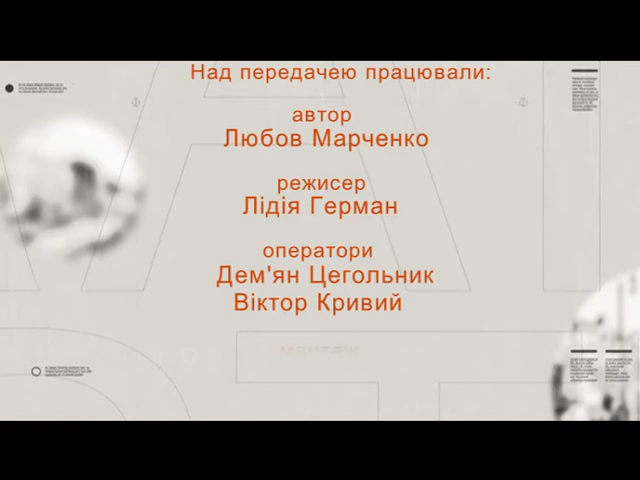 Над передачею працювали:
автор
Любов Марченко
режисер
Лідія Герман
оператори
Дем'ян Цегольник
Віктор Кривий